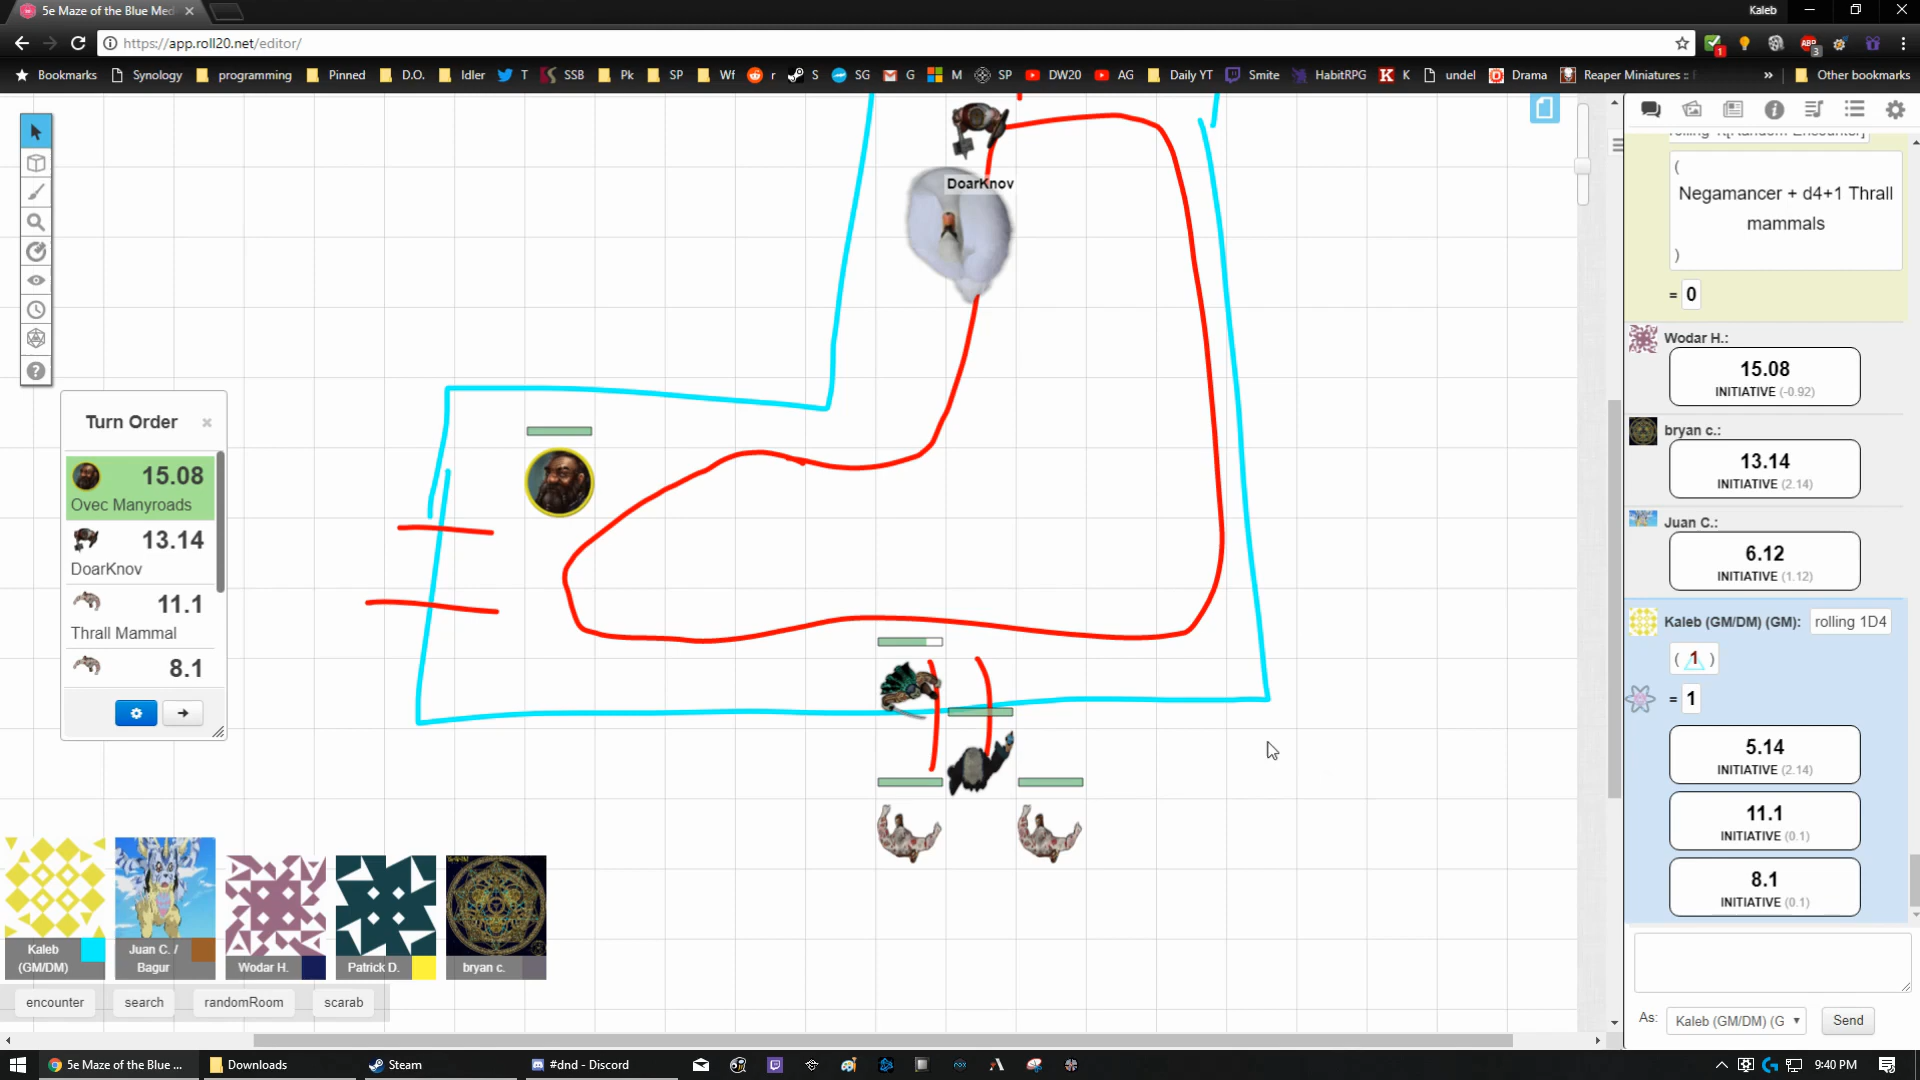 5e Maze of the Blue Med
Kaleb
https://app.roll20.net/editor/
Bookmarks Synology programming Pinned D.O. Idler T SSB Pk SP Wf r S SG G M SP DW20 AG Daily YT Smite HabitRPG K undel Drama Reaper Miniatures :: » Other bookmarks
DoarKnov
Turn Order
15.08
Ovec Manyroads
13.14
DoarKnov
11.1
Thrall Mammal
8.1
Kaleb
(GM/DM)
Juan C. /
Bagur
Wodar H.
Patrick D.
bryan c.
encounter
search
randomRoom
scarab
(
Negamancer + d4+1 Thrall
mammals
)
= 0
Wodar H.:
15.08
INITIATIVE (-0.92)
bryan c.:
13.14
INITIATIVE (2.14)
Juan C.:
6.12
INITIATIVE (1.12)
Kaleb (GM/DM) (GM): rolling 1D4
( 1 )
= 1
5.14
INITIATIVE (2.14)
11.1
INITIATIVE (0.1)
8.1
INITIATIVE (0.1)
As: Kaleb (GM/DM) (G
Send
5e Maze of the Blue ...
Downloads
Steam
#dnd - Discord
9:40 PM